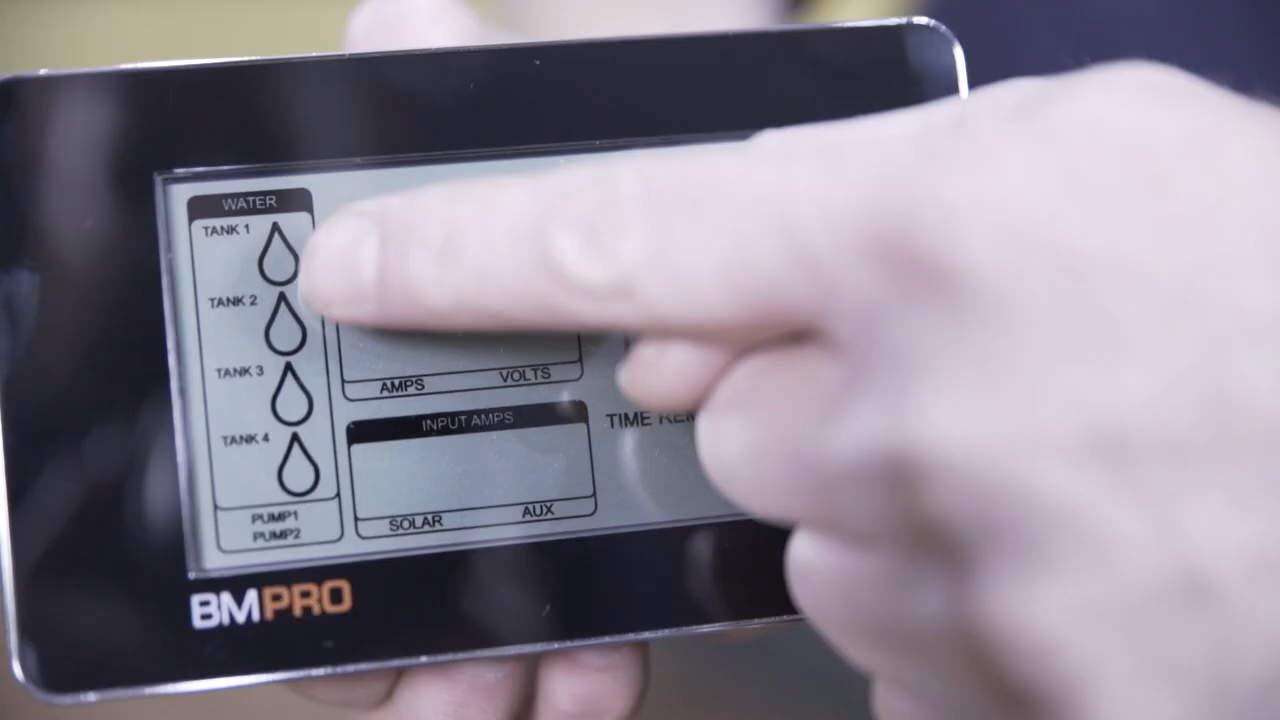 WATER
TANK 1
TANK 2
TANK 3
TANK 4
PUMP1
PUMP2
AMPS VOLTS
INPUT AMPS
SOLAR AUX
TIME
BMPRO